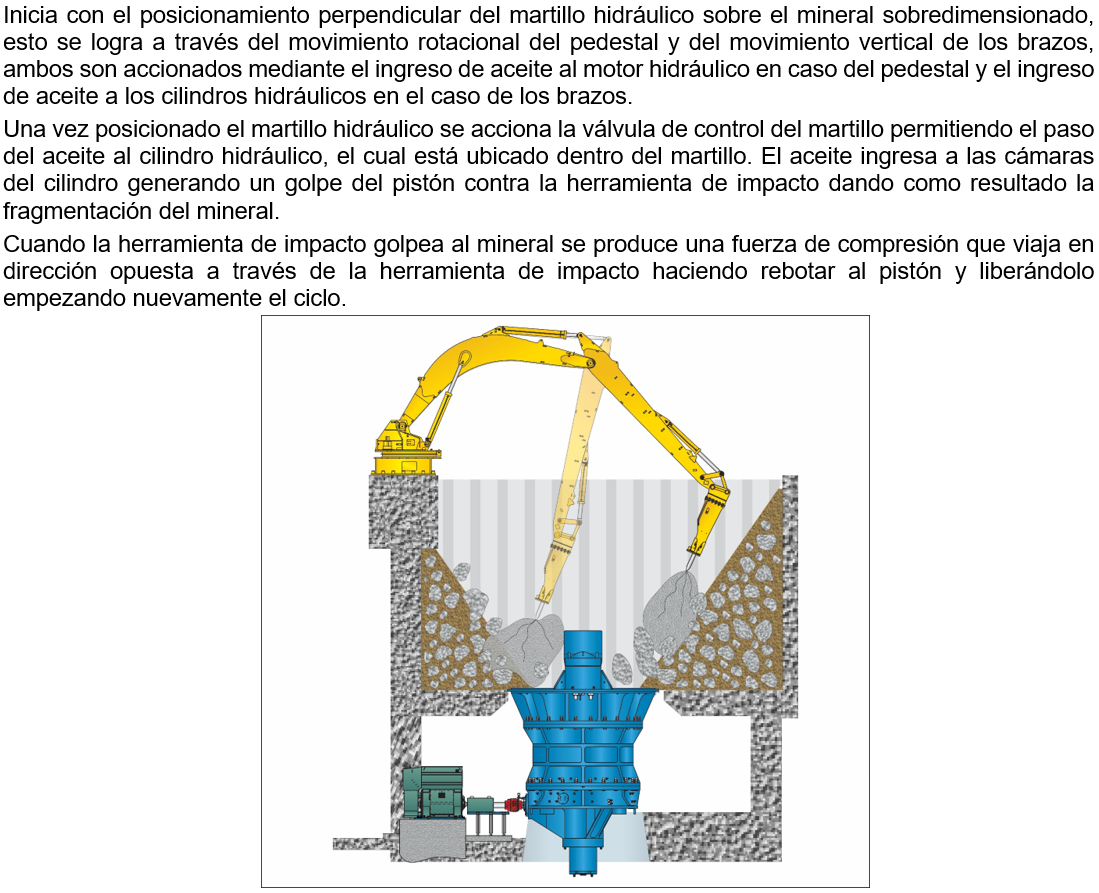 Inicia con el posicionamiento perpendicular del martillo hidráulico sobre el mineral sobredimensionado,
esto se logra a través del movimiento rotacional del pedestal y del movimiento vertical de los brazos,
ambos son accionados mediante el ingreso de aceite al motor hidráulico en caso del pedestal y el ingreso
de aceite a los cilindros hidráulicos en el caso de los brazos.
Una vez posicionado el martillo hidráulico se acciona la válvula de control del martillo permitiendo el paso
del aceite al cilindro hidráulico, el cual está ubicado dentro del martillo. El aceite ingresa a las cámaras
del cilindro generando un golpe del pistón contra la herramienta de impacto dando como resultado la
fragmentación del mineral.
Cuando la herramienta de impacto golpea al mineral se produce una fuerza de compresión que viaja en
dirección opuesta a través de la herramienta de impacto haciendo rebotar al pistón y liberándolo
empezando nuevamente el ciclo.